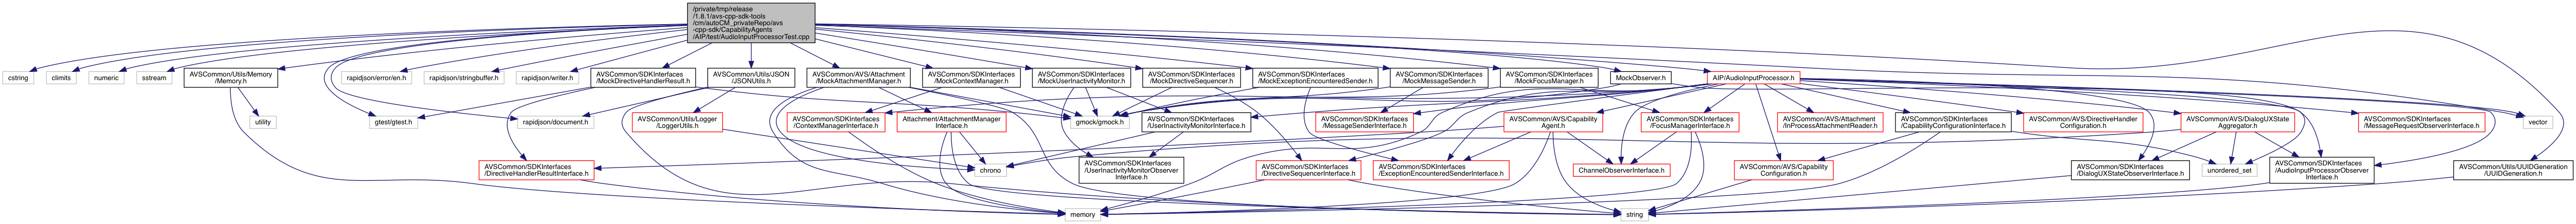 /private/tmp/release
/1.8.1/avs-cpp-sdk-tools
/cm/autoCM_privateRepo/avs
-cpp-sdk/CapabilityAgents
/AIP/test/AudioInputProcessorTest.cpp
cstring
climits
numeric
sstream
AVSCommon/Utils/Memory
/Memory.h
rapidjson/error/en.h
rapidjson/stringbuffer.h
rapidjson/writer.h
AVSCommon/SDKInterfaces
/MockDirectiveHandlerResult.h
AVSCommon/Utils/JSON
/JSONUtils.h
AVSCommon/AVS/Attachment
/MockAttachmentManager.h
AVSCommon/SDKInterfaces
/MockContextManager.h
AVSCommon/SDKInterfaces
/MockUserInactivityMonitor.h
AVSCommon/SDKInterfaces
/MockDirectiveSequencer.h
AVSCommon/SDKInterfaces
/MockExceptionEncounteredSender.h
AVSCommon/SDKInterfaces
/MockMessageSender.h
AVSCommon/SDKInterfaces
/MockFocusManager.h
MockObserver.h
AIP/AudioInputProcessor.h
utility
gtest/gtest.h
rapidjson/document.h
AVSCommon/Utils/Logger
/LoggerUtils.h
AVSCommon/SDKInterfaces
/ContextManagerInterface.h
Attachment/AttachmentManager
Interface.h
gmock/gmock.h
AVSCommon/SDKInterfaces
/UserInactivityMonitorInterface.h
AVSCommon/SDKInterfaces
/MessageSenderInterface.h
AVSCommon/AVS/Capability
Agent.h
AVSCommon/SDKInterfaces
/FocusManagerInterface.h
AVSCommon/AVS/Attachment
/InProcessAttachmentReader.h
AVSCommon/SDKInterfaces
/CapabilityConfigurationInterface.h
AVSCommon/AVS/DirectiveHandler
Configuration.h
AVSCommon/AVS/DialogUXState
Aggregator.h
AVSCommon/SDKInterfaces
/MessageRequestObserverInterface.h
vector
AVSCommon/SDKInterfaces
/DirectiveHandlerResultInterface.h
chrono
AVSCommon/SDKInterfaces
/UserInactivityMonitorObserver
Interface.h
AVSCommon/SDKInterfaces
/DirectiveSequencerInterface.h
AVSCommon/SDKInterfaces
/ExceptionEncounteredSenderInterface.h
ChannelObserverInterface.h
AVSCommon/AVS/Capability
Configuration.h
AVSCommon/SDKInterfaces
/DialogUXStateObserverInterface.h
unordered_set
AVSCommon/SDKInterfaces
/AudioInputProcessorObserver
Interface.h
AVSCommon/Utils/UUIDGeneration
/UUIDGeneration.h
memory
string